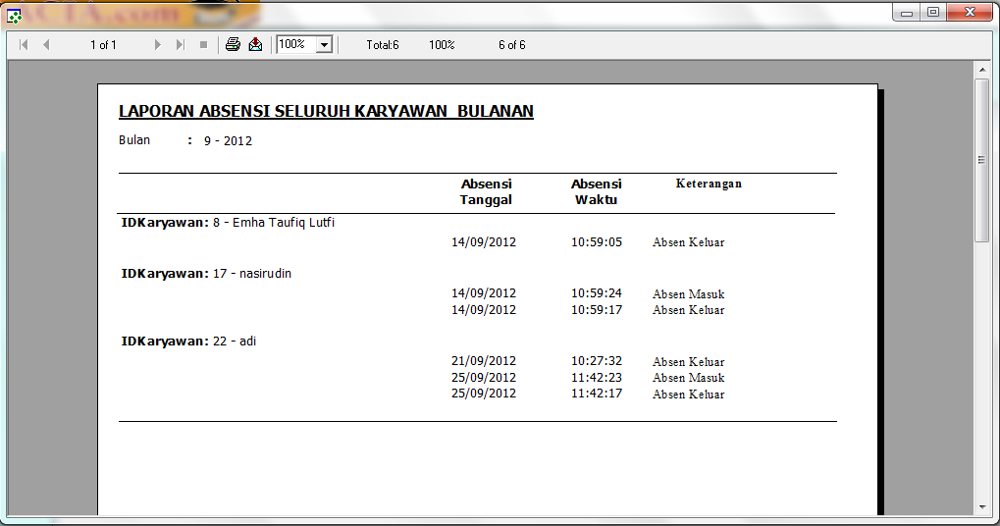 ACTA.com
1 of 1 100% Total:6 100% 6 of 6
LAPORAN ABSENSI SELURUH KARYAWAN BULANAN
Bulan : 9 - 2012
Absensi Tanggal Absensi Waktu Keterangan
IDKaryawan: 8 - Emha Taufiq Lutfi
14/09/2012 10:59:05 Absen Keluar
IDKaryawan: 17 - nasirudin
14/09/2012 10:59:24 Absen Masuk
14/09/2012 10:59:17 Absen Keluar
IDKaryawan: 22 - adi
21/09/2012 10:27:32 Absen Keluar
25/09/2012 11:42:23 Absen Masuk
25/09/2012 11:42:17 Absen Keluar